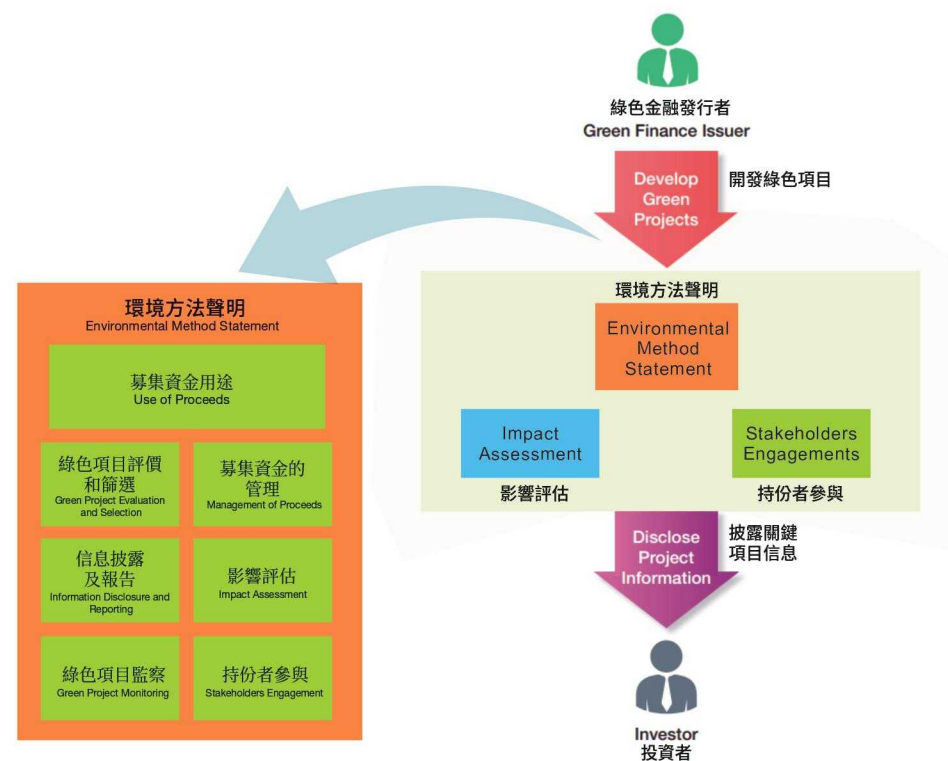 綠色金融發行者
Green Finance Issuer
Develop
Green
Projects
開發綠色項目
環境方法聲明
Environmental Method Statement
募集資金用途
Use of Proceeds
綠色項目評價
和篩選
Green Project Evaluation
and Selection
募集資金的
管理
Management of Proceeds
信息披露
及報告
Information Disclosure and
Reporting
影響評估
Impact Assessment
綠色項目監察
Green Project Monitoring
持份者參與
Stakeholders Engagement
環境方法聲明
Environmental
Method
Statement
Impact
Assessment
影響評估
Stakeholders
Engagements
持份者參與
Disclose
Project
Information
披露關鍵
項目信息
Investor
投資者